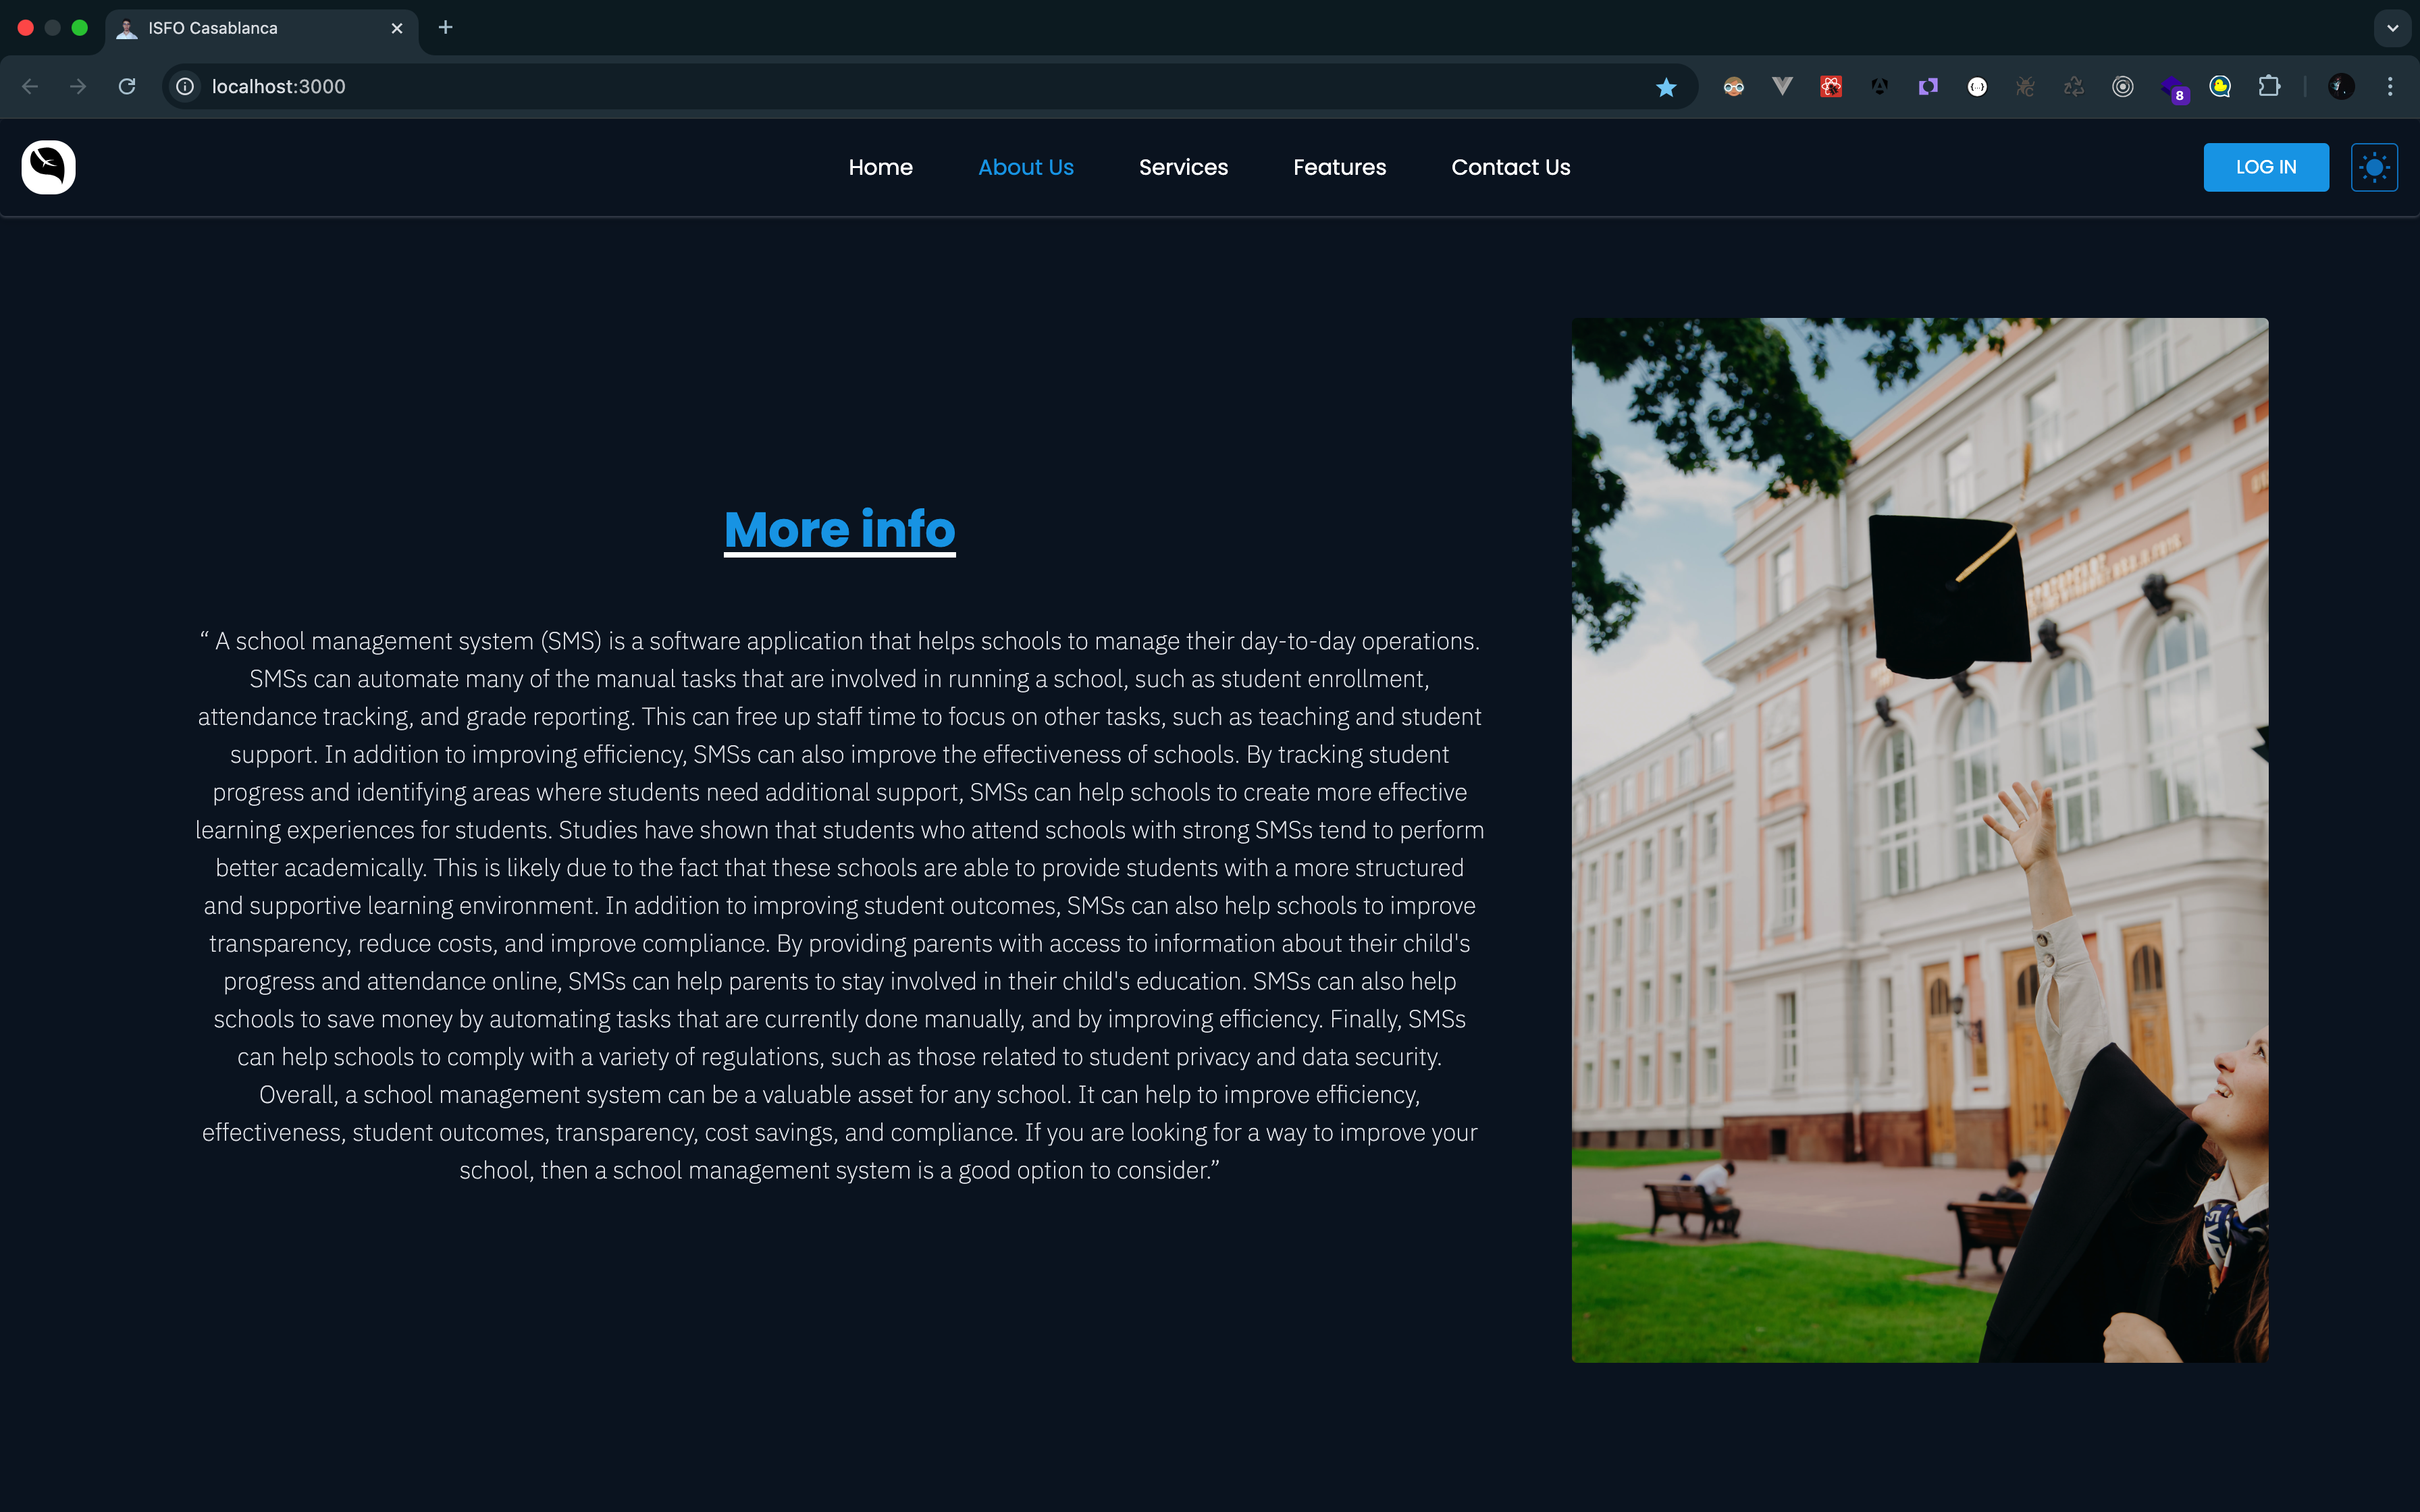 ISFO Casablanca
localhost:3000
8
Home About Us Services Features Contact Us LOG IN
More info
“ A school management system (SMS) is a software application that helps schools to manage their day-to-day operations.
SMSs can automate many of the manual tasks that are involved in running a school, such as student enrollment,
attendance tracking, and grade reporting. This can free up staff time to focus on other tasks, such as teaching and student
support. In addition to improving efficiency, SMSs can also improve the effectiveness of schools. By tracking student
progress and identifying areas where students need additional support, SMSs can help schools to create more effective
learning experiences for students. Studies have shown that students who attend schools with strong SMSs tend to perform
better academically. This is likely due to the fact that these schools are able to provide students with a more structured
and supportive learning environment. In addition to improving student outcomes, SMSs can also help schools to improve
transparency, reduce costs, and improve compliance. By providing parents with access to information about their child's
progress and attendance online, SMSs can help parents to stay involved in their child's education. SMSs can also help
schools to save money by automating tasks that are currently done manually, and by improving efficiency. Finally, SMSs
can help schools to comply with a variety of regulations, such as those related to student privacy and data security.
Overall, a school management system can be a valuable asset for any school. It can help to improve efficiency,
effectiveness, student outcomes, transparency, cost savings, and compliance. If you are looking for a way to improve your
school, then a school management system is a good option to consider.”